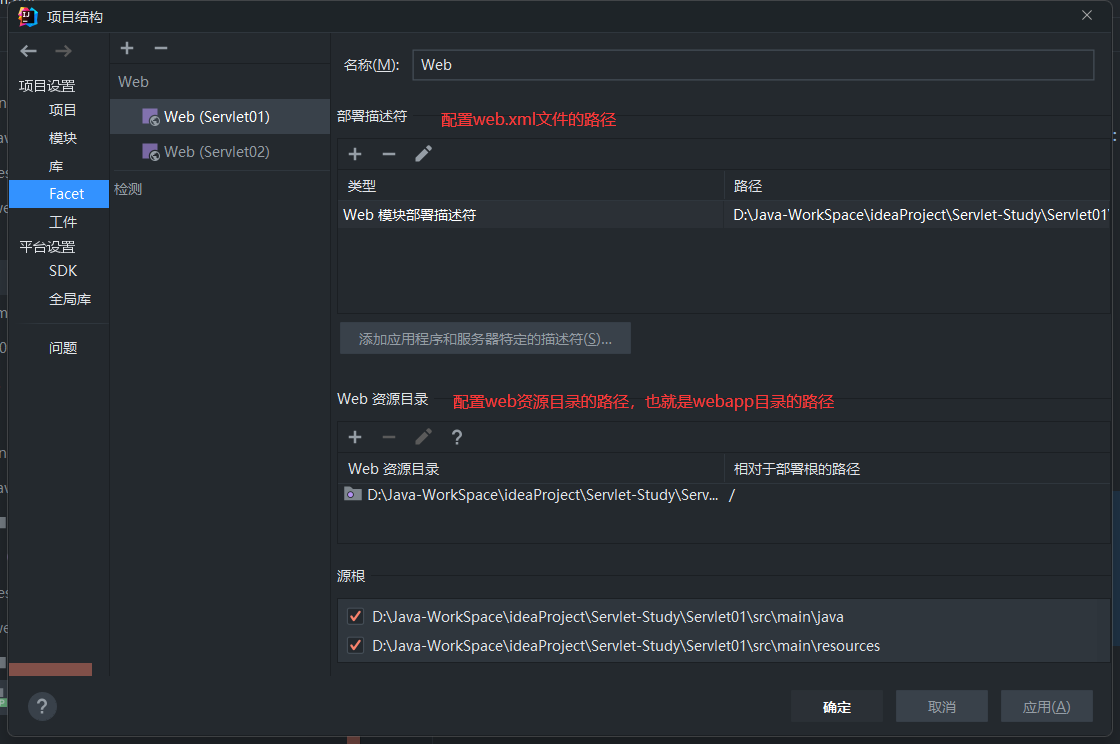 项目结构
名称(M):
Web
项目设置
项目
模块
库
Facet
工件
平台设置
SDK
全局库
问题
Web
Web (Servlet01)
Web (Servlet02)
检测
部署描述符
配置web.xml文件的路径
类型
路径
Web 模块部署描述符
D:\Java-WorkSpace\ideaProject\Servlet-Study\Servlet01
添加应用程序和服务器特定的描述符(S)...
Web 资源目录
配置web资源目录的路径，也就是webapp目录的路径
?
Web 资源目录
相对于部署根的路径
D:\Java-WorkSpace\ideaProject\Servlet-Study\Serv...
/
源根
D:\Java-WorkSpace\ideaProject\Servlet-Study\Servlet01\src\main\java
D:\Java-WorkSpace\ideaProject\Servlet-Study\Servlet01\src\main\resources
?
确定
取消
应用(A)